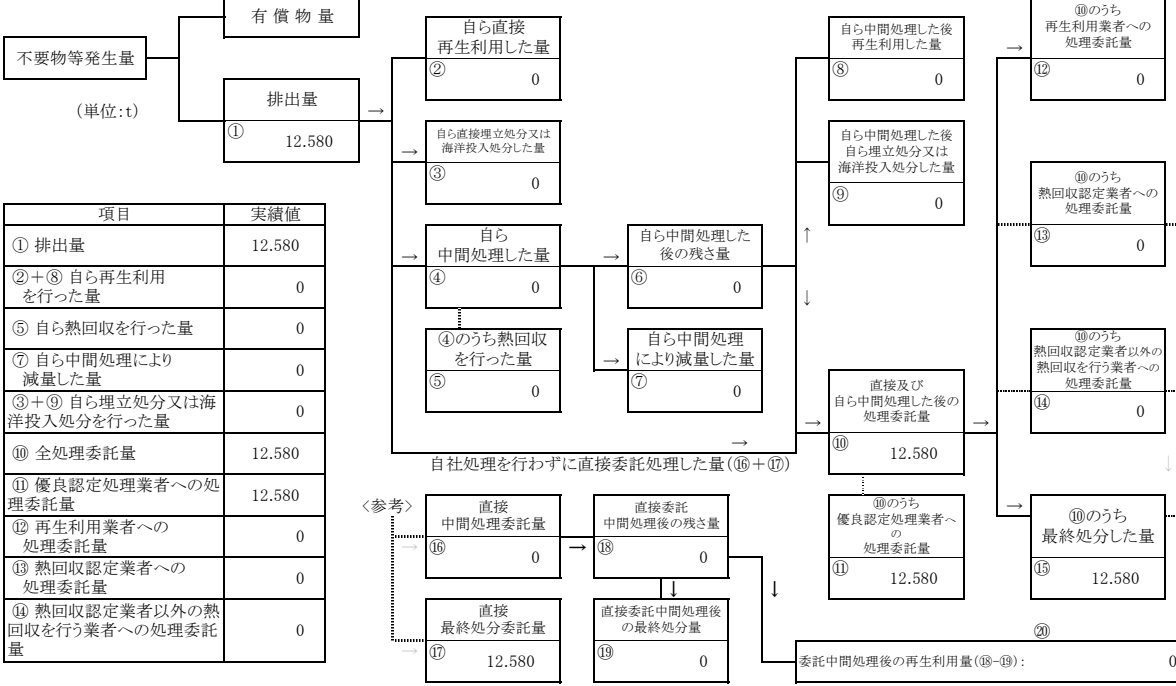 有 償 物 量
不要物等発生量
(単位:t)
排出量
①
12.580
→
自ら直接
再生利用した量
②
0
→
自ら直接埋立処分又は
海洋投入処分した量
③
0
→
自ら
中間処理した量
④
0
④のうち熱回収
を行った量
⑤
0
→
自ら中間処理した
後の残さ量
⑥
0
→
自ら中間処理
により減量した量
⑦
0
自ら中間処理した後
再生利用した量
⑧
0
自ら中間処理した後
自ら埋立処分又は
海洋投入処分した量
⑨
0
↑
↓
→
自社処理を行わずに直接委託処理した量(⑯+⑰)
→
直接及び
自ら中間処理した後の
処理委託量
⑩
12.580
→
⑩のうち
優良認定処理業者へ
の
処理委託量
⑪
12.580
→
⑩のうち
再生利用業者への
処理委託量
⑫
0
⑩のうち
熱回収認定業者への
処理委託量
⑬
0
⑩のうち
熱回収認定業者以外の
熱回収を行う業者への
処理委託量
⑭
0
↓
→
⑩のうち
最終処分した量
⑮
12.580
項目 実績値
① 排出量 12.580
②+⑧ 自ら再生利用
を行った量 0
⑤ 自ら熱回収を行った量 0
⑦ 自ら中間処理により
減量した量 0
③+⑨ 自ら埋立処分又は海
洋投入処分を行った量 0
⑩ 全処理委託量 12.580
⑪ 優良認定処理業者への処
理委託量 12.580
⑫ 再生利用業者への
処理委託量 0
⑬ 熱回収認定業者への
処理委託量 0
⑭ 熱回収認定業者以外の熱
回収を行う業者への処理委託
量 0
<参考>
→
直接
中間処理委託量
⑯
0
→
直接委託
中間処理後の残さ量
⑱
0
↓
↓
→
直接
最終処分委託量
⑰
12.580
直接委託中間処理後
の最終処分量
⑲
0
⑳
委託中間処理後の再生利用量(⑱-⑲): 0